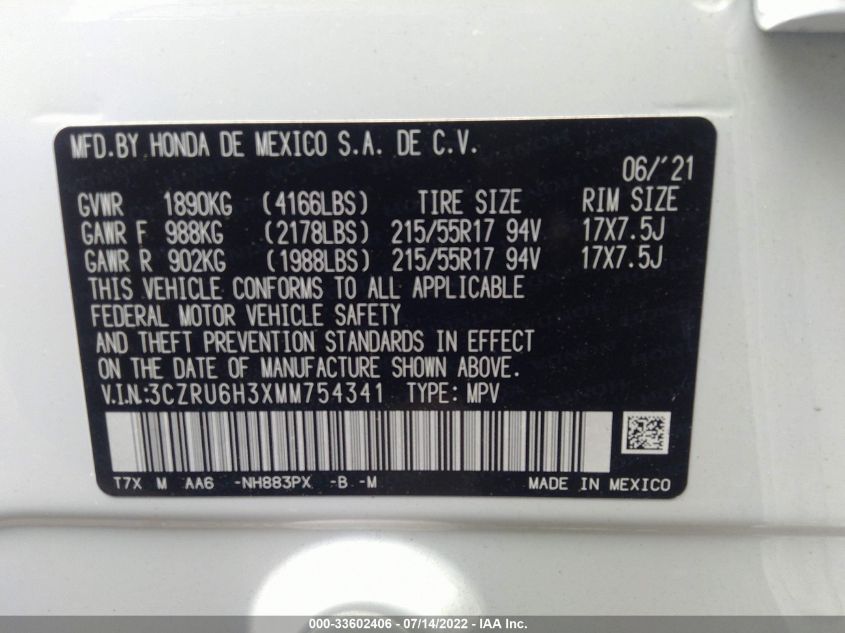 MFD.BY HONDA DE MEXICO S.A. DE C.V.
06/'21
GVWR 1890KG (4166LBS) TIRE SIZE RIM SIZE
GAWR F 988KG (2178LBS) 215/55R17 94V 17X7.5J
GAWR R 902KG (1988LBS) 215/55R17 94V 17X7.5J
THIS VEHICLE CONFORMS TO ALL APPLICABLE
FEDERAL MOTOR VEHICLE SAFETY
AND THEFT PREVENTION STANDARDS IN EFFECT
ON THE DATE OF MANUFACTURE SHOWN ABOVE.
V.I.N.:3CZRU6H3XMM754341 TYPE: MPV
T7X M AA6 -NH883PX -B -M MADE IN MEXICO
000-33602406 - 07/14/2022 - IAA Inc.